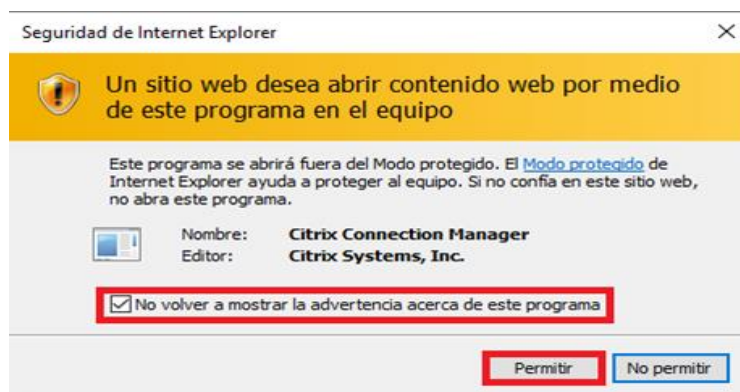 Seguridad de Internet Explorer
Un sitio web desea abrir contenido web por medio
de este programa en el equipo
Este programa se abrirá fuera del Modo protegido. El Modo protegido de
Internet Explorer ayuda a proteger al equipo. Si no confía en este sitio web,
no abra este programa.
Nombre: Citrix Connection Manager
Editor: Citrix Systems, Inc.
No volver a mostrar la advertencia acerca de este programa
Permitir No permitir